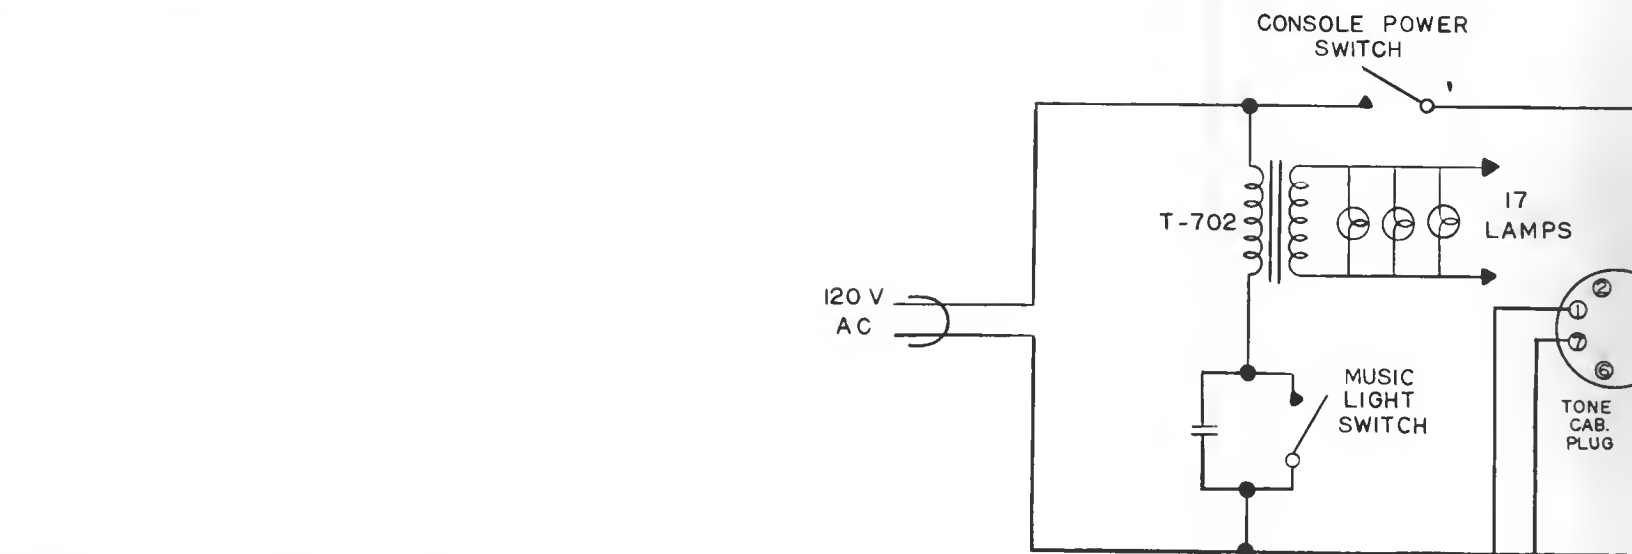 CONSOLE POWER
SWITCH
T-702
17
LAMPS
120 V
AC
2
1
7
6
MUSIC
LIGHT
SWITCH
TONE
CAB.
PLUG